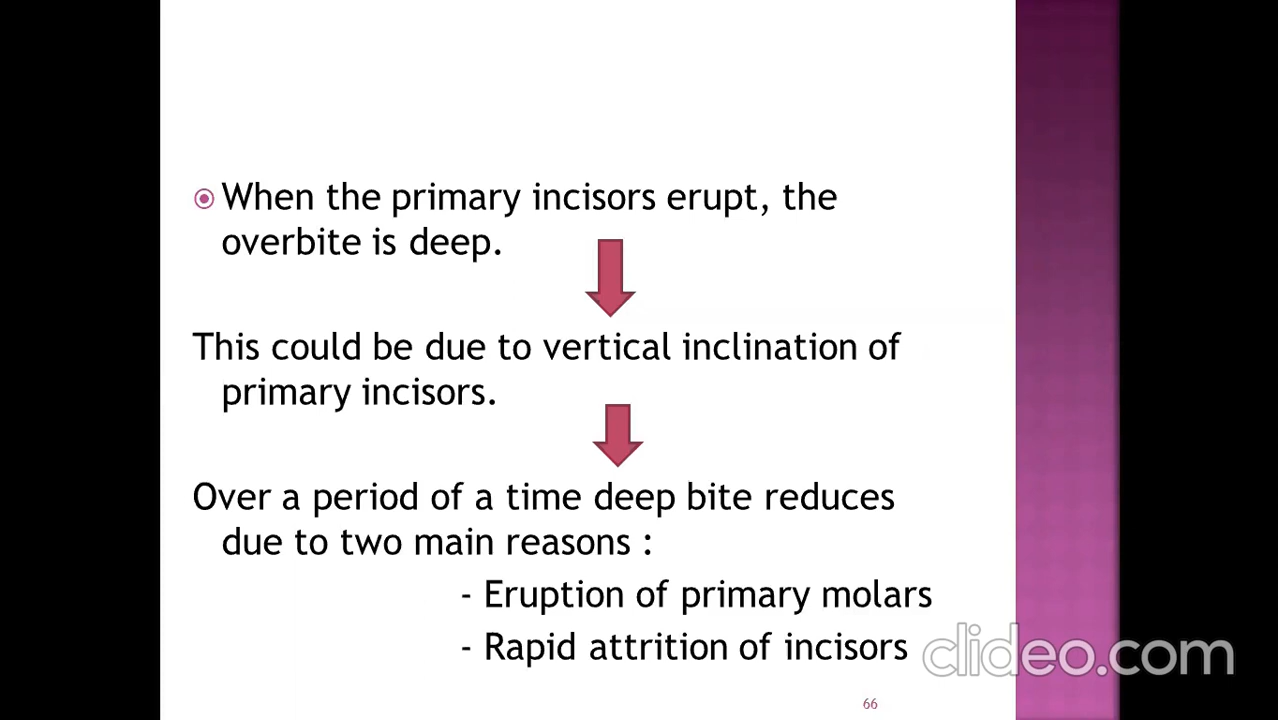 When the primary incisors erupt, the
overbite is deep.
This could be due to vertical inclination of
primary incisors.
Over a period of a time deep bite reduces
due to two main reasons :
- Eruption of primary molars
- Rapid attrition of incisors
clideo.com
66